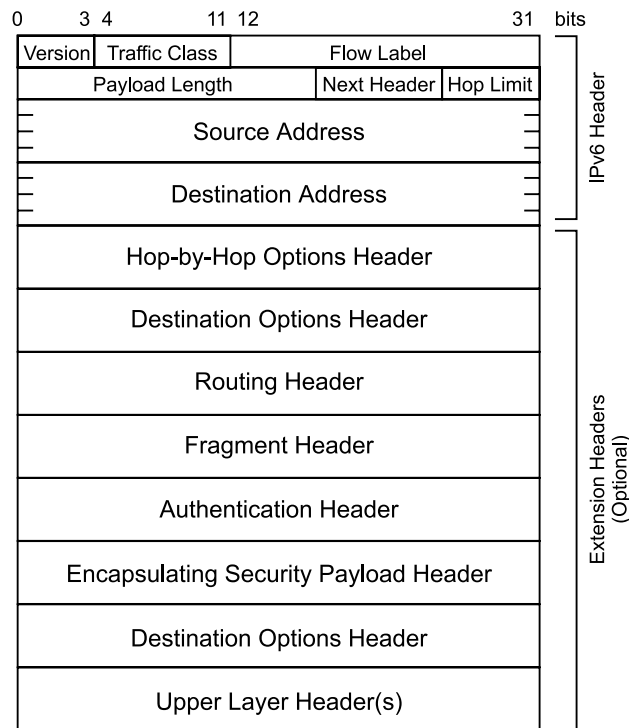 0 3 4 11 12 31 bits
Version Traffic Class Flow Label
Payload Length Next Header Hop Limit
Source Address
Destination Address
IPv6 Header
Hop-by-Hop Options Header
Destination Options Header
Routing Header
Fragment Header
Authentication Header
Encapsulating Security Payload Header
Destination Options Header
Upper Layer Header(s)
Extension Headers
(Optional)